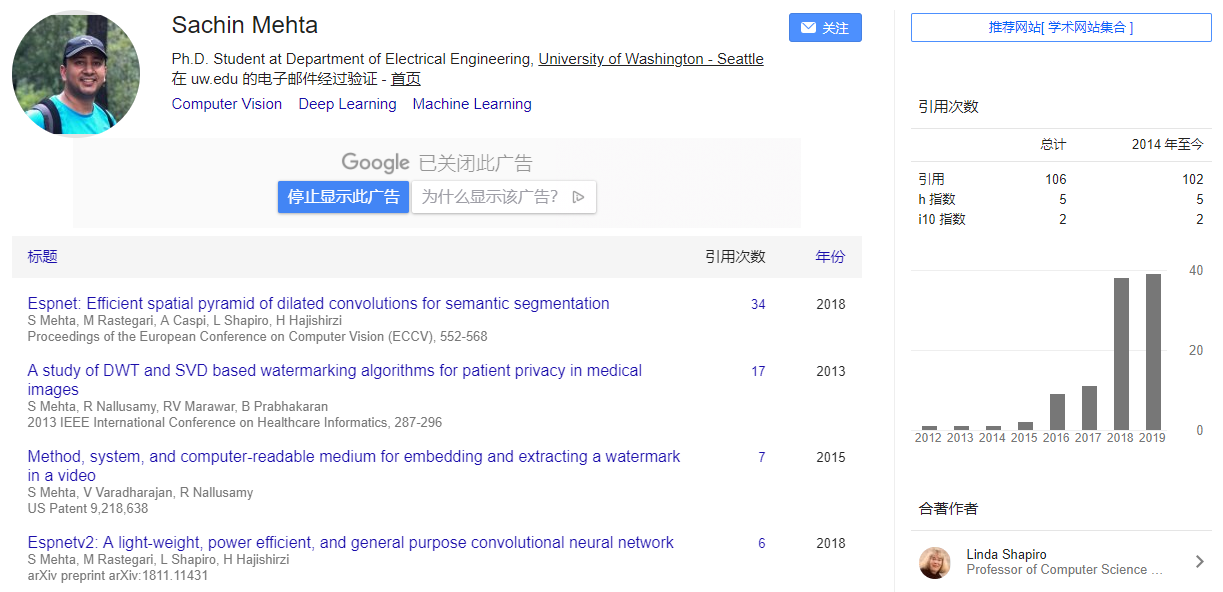 Sachin Mehta
关注
Ph.D. Student at Department of Electrical Engineering, University of Washington - Seattle
在 uw.edu 的电子邮件经过验证 - 首页
Computer Vision Deep Learning Machine Learning
Google 已关闭此广告
停止显示此广告 为什么显示该广告？
标题 引用次数 年份
Espnet: Efficient spatial pyramid of dilated convolutions for semantic segmentation 34 2018
S Mehta, M Rastegari, A Caspi, L Shapiro, H Hajishirzi
Proceedings of the European Conference on Computer Vision (ECCV), 552-568
A study of DWT and SVD based watermarking algorithms for patient privacy in medical 17 2013
images
S Mehta, R Nallusamy, RV Marawar, B Prabhakaran
2013 IEEE International Conference on Healthcare Informatics, 287-296
Method, system, and computer-readable medium for embedding and extracting a watermark 7 2015
in a video
S Mehta, V Varadharajan, R Nallusamy
US Patent 9,218,638
Espnetv2: A light-weight, power efficient, and general purpose convolutional neural network 6 2018
S Mehta, M Rastegari, L Shapiro, H Hajishirzi
arXiv preprint arXiv:1811.11431
推荐网站[ 学术网站集合 ]
引用次数
总计 2014 年至今
引用 106 102
h 指数 5 5
i10 指数 2 2
40
20
0
2012 2013 2014 2015 2016 2017 2018 2019
合著作者
Linda Shapiro
Professor of Computer Science …